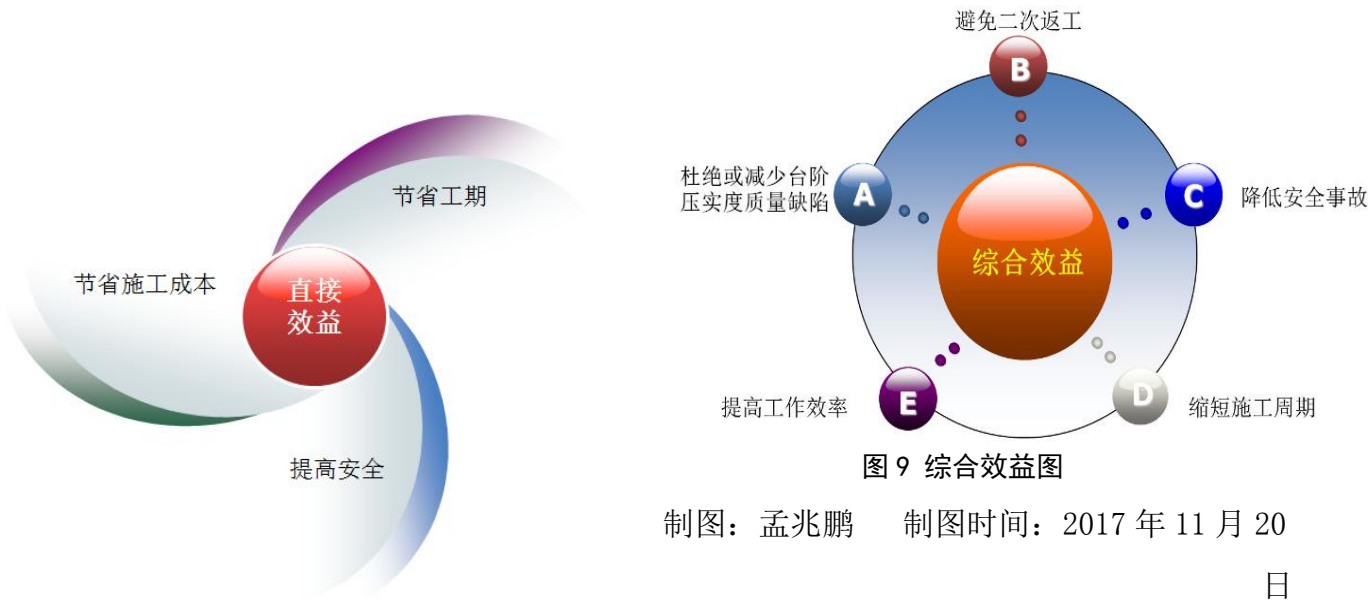 节省工期
节省施工成本
直接
效益
提高安全
避免二次返工
B
杜绝或减少台阶
压实度质量缺陷
A
C
降低安全事故
综合效益
提高工作效率
E
D
缩短施工周期
图9 综合效益图
制图：孟兆鹏 制图时间：2017年11月20
日